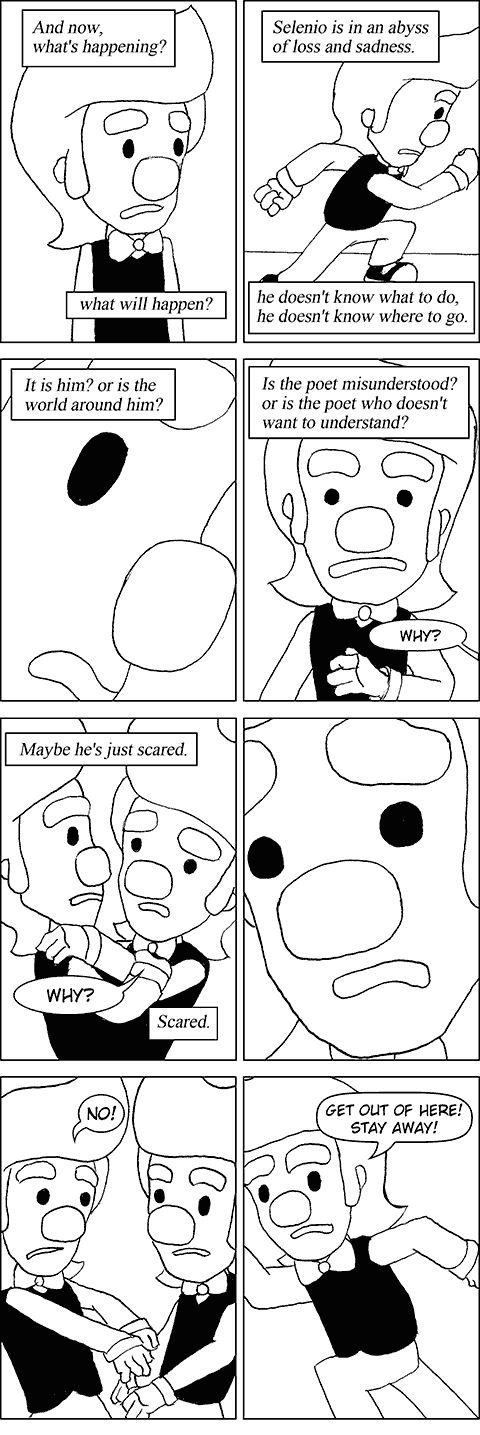 And now,
what's happening?
what will happen?
Selenio is in an abyss
of loss and sadness.
he doesn't know what to do,
he doesn't know where to go.
It is him? or is the
world around him?
Is the poet misunderstood?
or is the poet who doesn't
want to understand?
WHY?
Maybe he's just scared.
WHY?
Scared.
NO!
GET OUT OF HERE!
STAY AWAY!